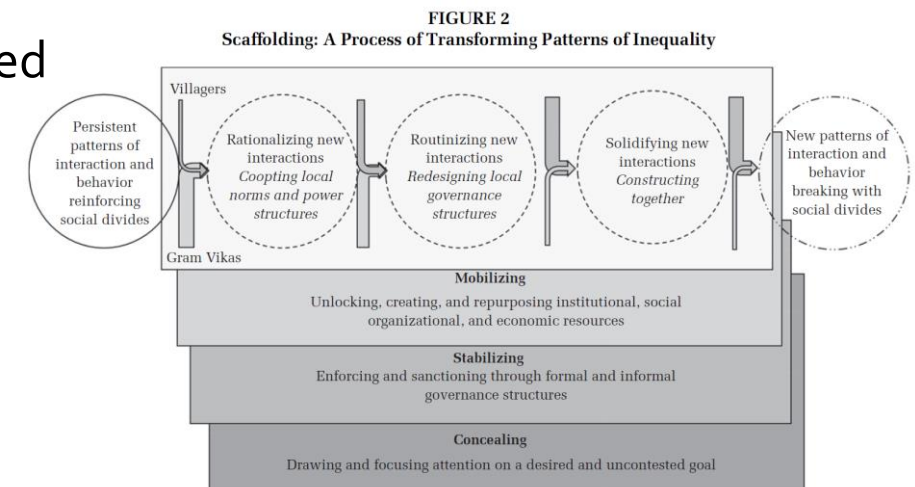 ed
FIGURE 2
Scaffolding: A Process of Transforming Patterns of Inequality
Villagers
Persistent
patterns of
interaction and
behavior
reinforcing
social divides
Rationalizing new
interactions
Coopting local
norms and power
structures
Routinizing new
interactions
Redesigning local
governance
structures
Solidifying new
interactions
Constructing
together
New patterns of
interaction and
behavior
breaking with
social divides
Gram Vikas
Mobilizing
Unlocking, creating, and repurposing institutional, social
organizational, and economic resources
Stabilizing
Enforcing and sanctioning through formal and informal
governance structures
Concealing
Drawing and focusing attention on a desired and uncontested goal